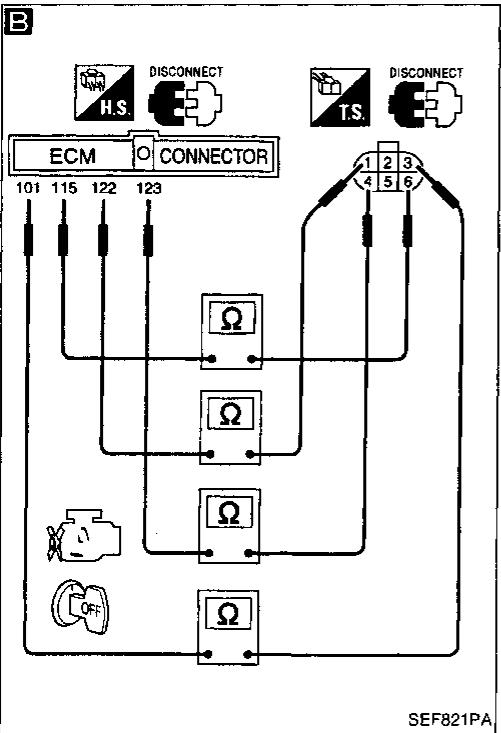 B
DISCONNECT
H.S.
DISCONNECT
T.S.
ECM CONNECTOR
101 115 122 123
1 2 3
4 5 6
Ω
Ω
Ω
Ω
OFF
SEF821PA